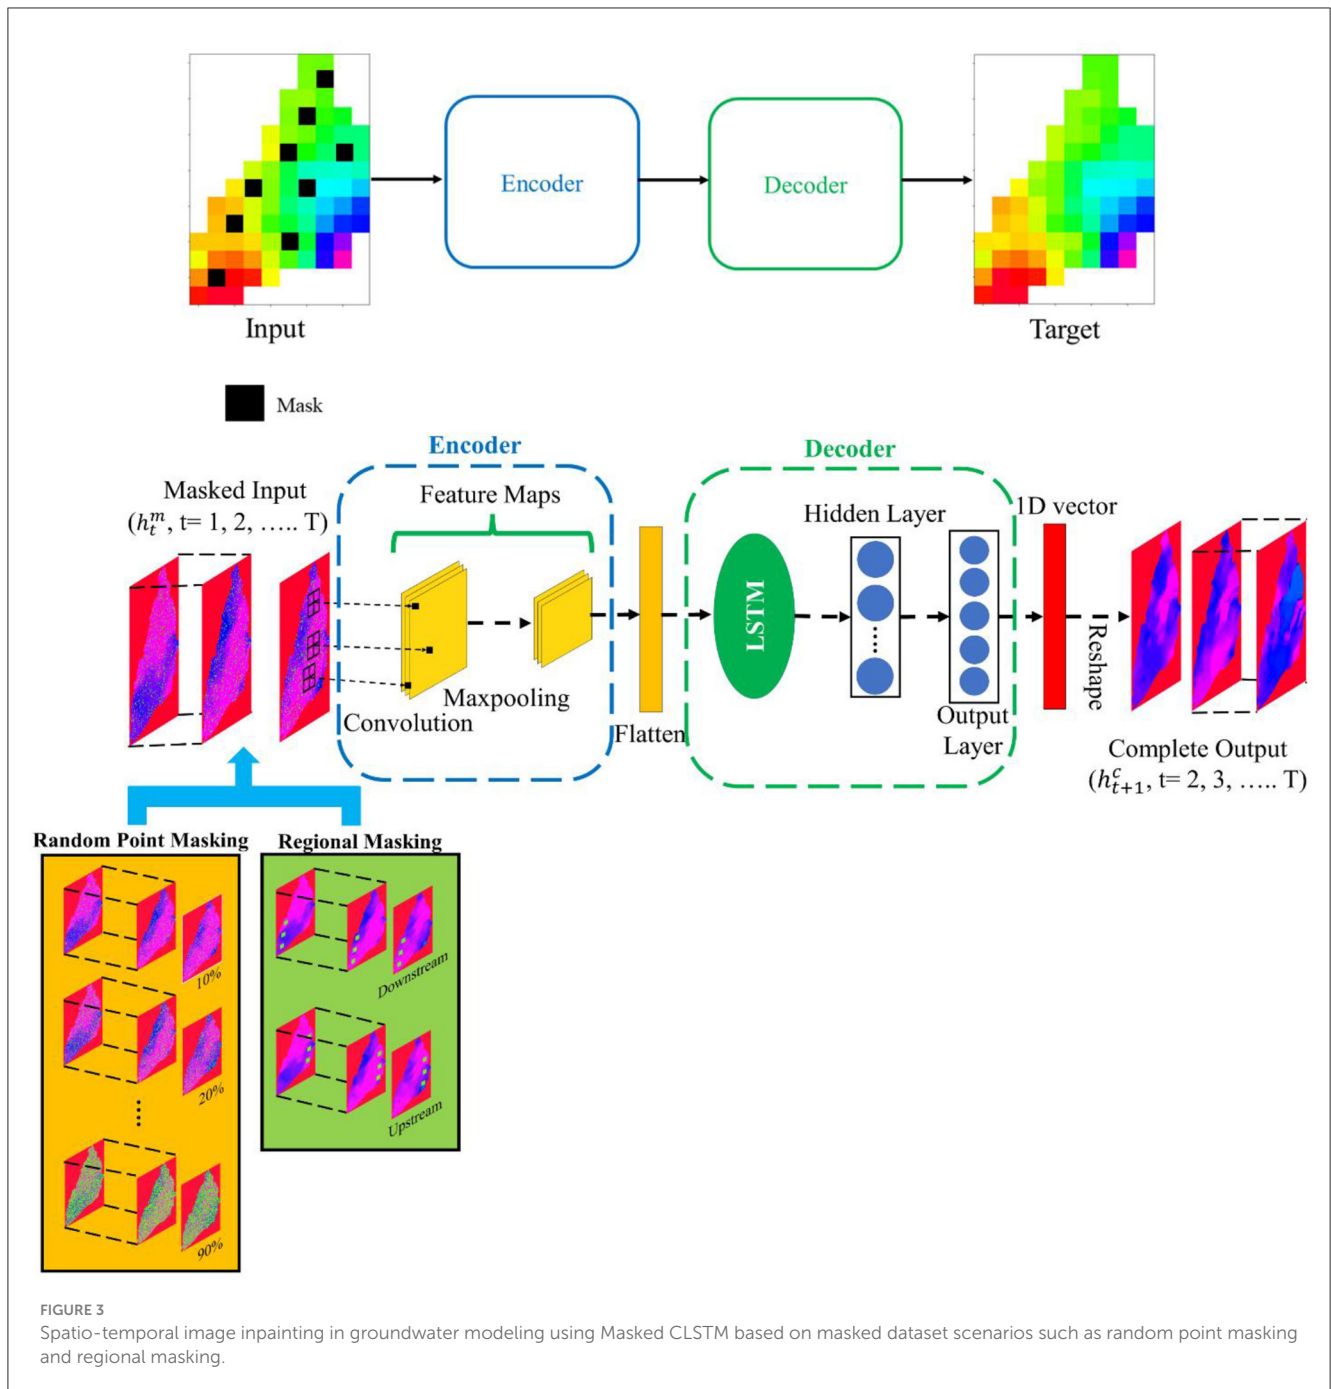 Input
Encoder
Decoder
Target
Mask
Encoder
Decoder
Masked Input
(h_t^m, t= 1, 2, ….. T)
Feature Maps
Convolution
Maxpooling
Flatten
LSTM
Hidden Layer
Output
Layer
1D vector
Reshape
Complete Output
(h_{t+1}^c, t= 2, 3, ….. T)
Random Point Masking
10%
20%
90%
Regional Masking
Downstream
Upstream
FIGURE 3
Spatio-temporal image inpainting in groundwater modeling using Masked CLSTM based on masked dataset scenarios such as random point masking
and regional masking.